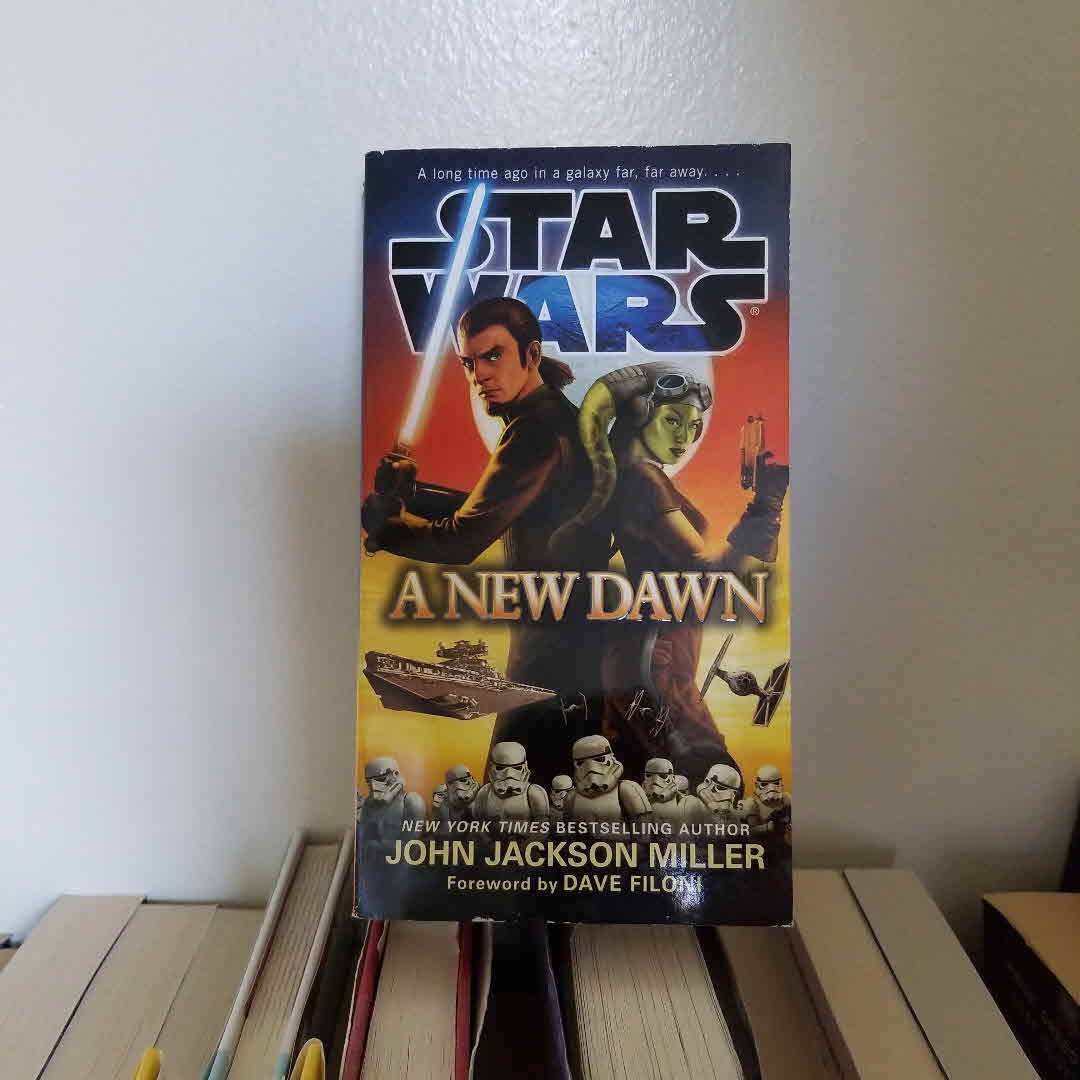 A long time ago in a galaxy far, far away. . . .
STAR
WARS®
A NEW DAWN
NEW YORK TIMES BESTSELLING AUTHOR
JOHN JACKSON MILLER
Foreword by DAVE FILONI